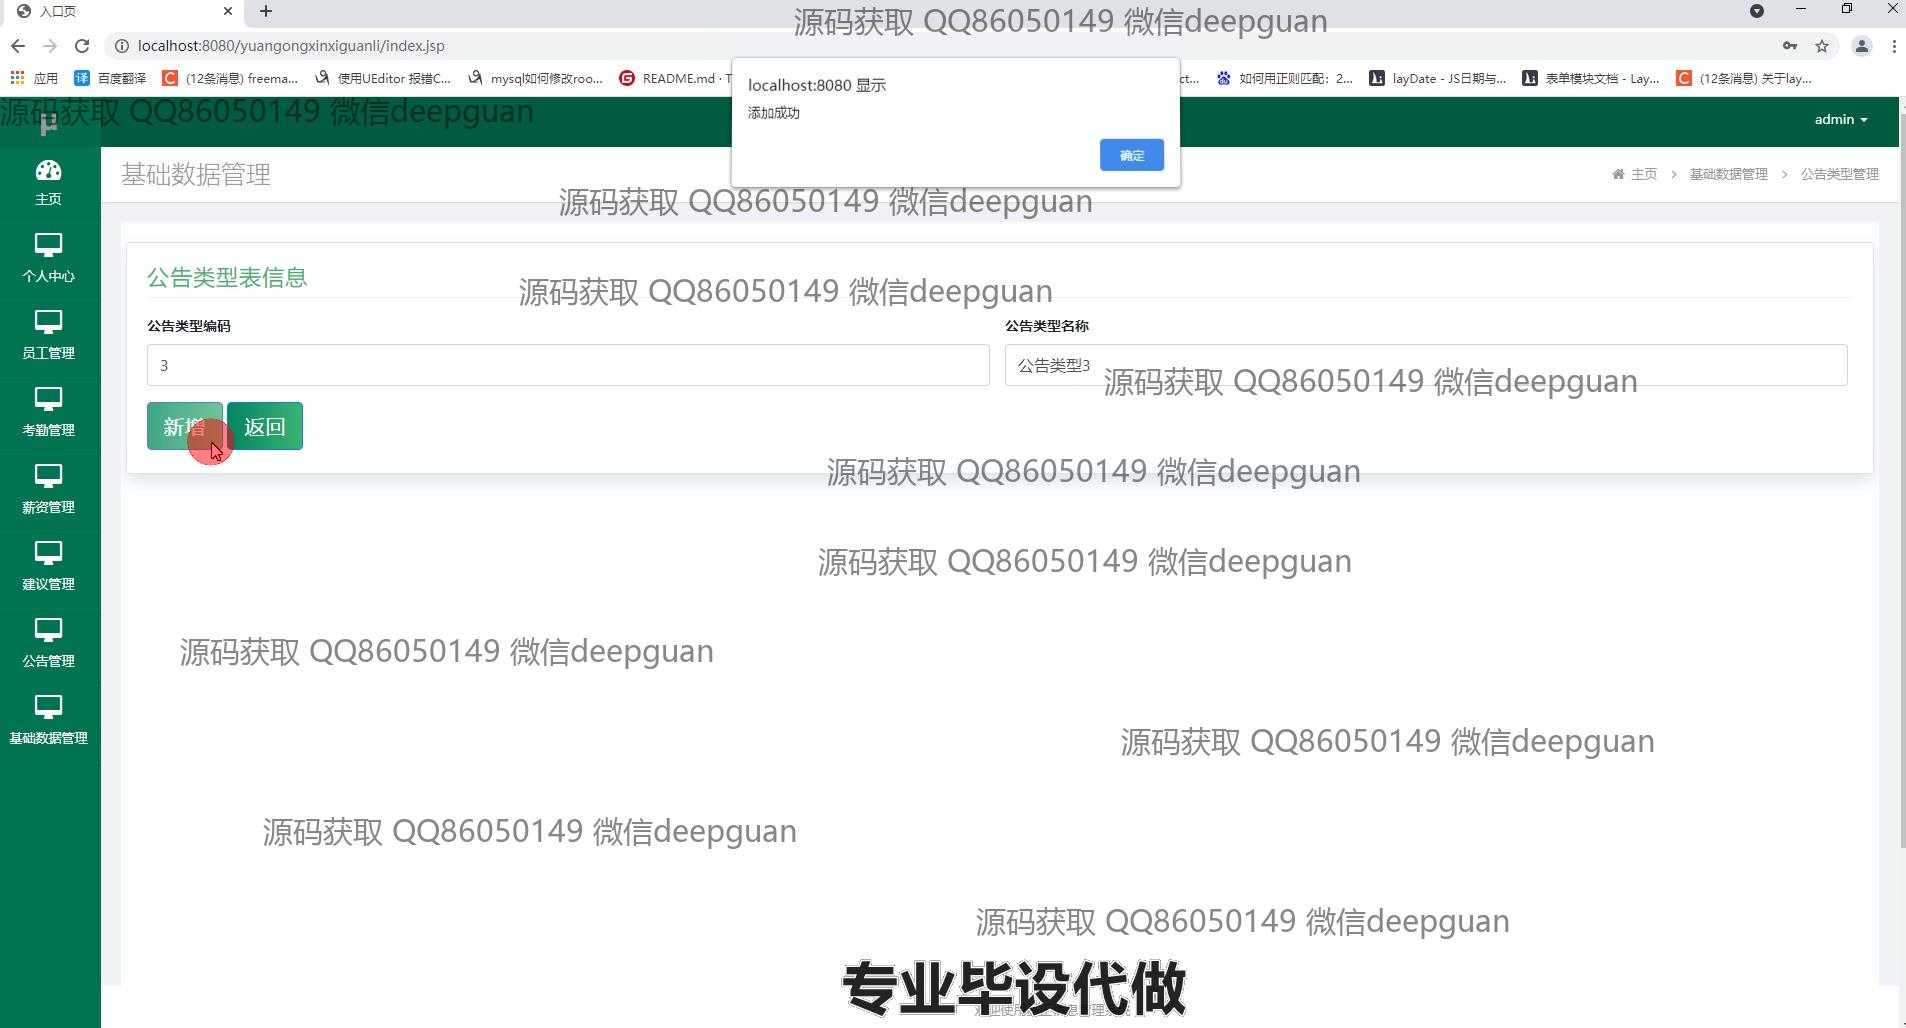 入口页
localhost:8080/yuangongxinxiguanli/index.jsp
源码获取 QQ86050149 微信deepguan
应用 百度翻译 (12条消息) freema... 使用UEditor 报错C... mysql如何修改roo... README.md · T ct... 如何用正则匹配：2... layDate - JS日期与... 表单模块文档 - Lay... (12条消息) 关于lay...
localhost:8080 显示
添加成功
确定
源码获取 QQ86050149 微信deepguan
μ
admin
基础数据管理
主页 > 基础数据管理 > 公告类型管理
源码获取 QQ86050149 微信deepguan
主页
个人中心
员工管理
考勤管理
薪资管理
建议管理
公告管理
基础数据管理
公告类型表信息
源码获取 QQ86050149 微信deepguan
公告类型编码
公告类型名称
3
公告类型3
源码获取 QQ86050149 微信deepguan
新增
返回
源码获取 QQ86050149 微信deepguan
源码获取 QQ86050149 微信deepguan
源码获取 QQ86050149 微信deepguan
源码获取 QQ86050149 微信deepguan
源码获取 QQ86050149 微信deepguan
源码获取 QQ86050149 微信deepguan
专业毕设代做